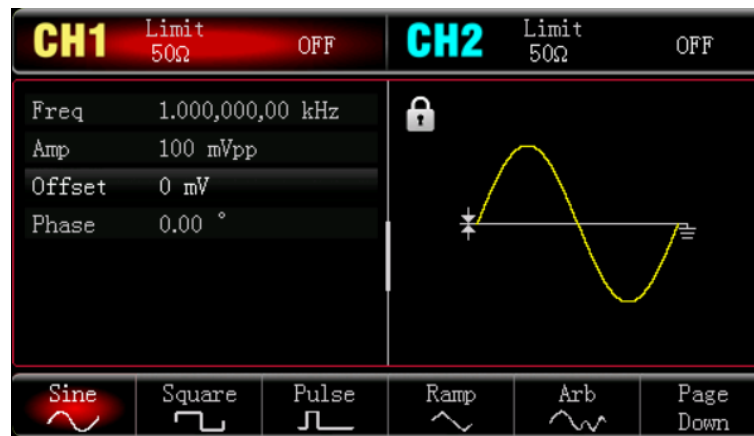 CH1 Limit 50Ω OFF CH2 Limit 50Ω OFF
Freq 1.000,000,00 kHz
Amp 100 mVpp
Offset 0 mV
Phase 0.00 °
Sine Square Pulse Ramp Arb Page Down